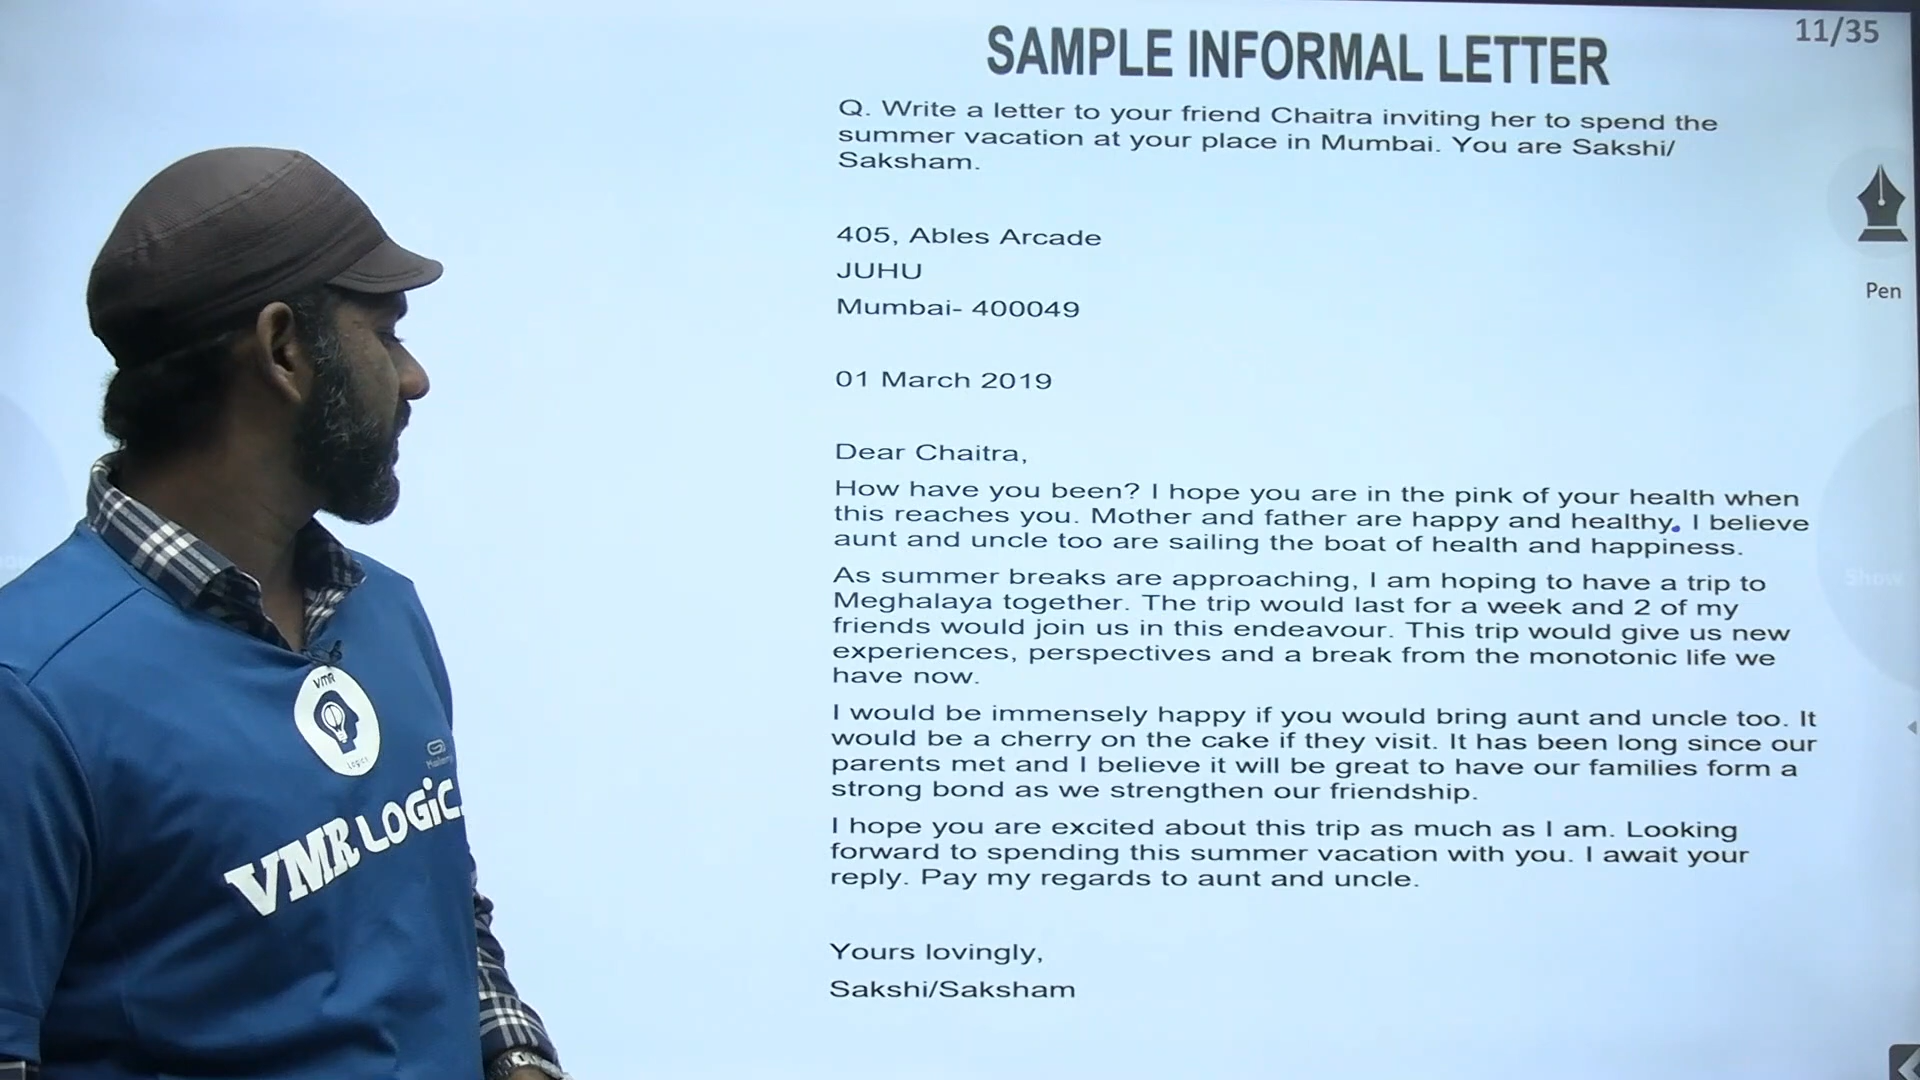 11/35
SAMPLE INFORMAL LETTER
Q. Write a letter to your friend Chaitra inviting her to spend the
summer vacation at your place in Mumbai. You are Sakshi/
Saksham.
405, Ables Arcade
JUHU
Mumbai- 400049
01 March 2019
Dear Chaitra,
How have you been? I hope you are in the pink of your health when
this reaches you. Mother and father are happy and healthy. I believe
aunt and uncle too are sailing the boat of health and happiness.
As summer breaks are approaching, I am hoping to have a trip to
Meghalaya together. The trip would last for a week and 2 of my
friends would join us in this endeavour. This trip would give us new
experiences, perspectives and a break from the monotonic life we
have now.
I would be immensely happy if you would bring aunt and uncle too. It
would be a cherry on the cake if they visit. It has been long since our
parents met and I believe it will be great to have our families form a
strong bond as we strengthen our friendship.
I hope you are excited about this trip as much as I am. Looking
forward to spending this summer vacation with you. I await your
reply. Pay my regards to aunt and uncle.
Yours lovingly,
Sakshi/Saksham
Pen
Show
VMR
Logics
VMR LOGiC